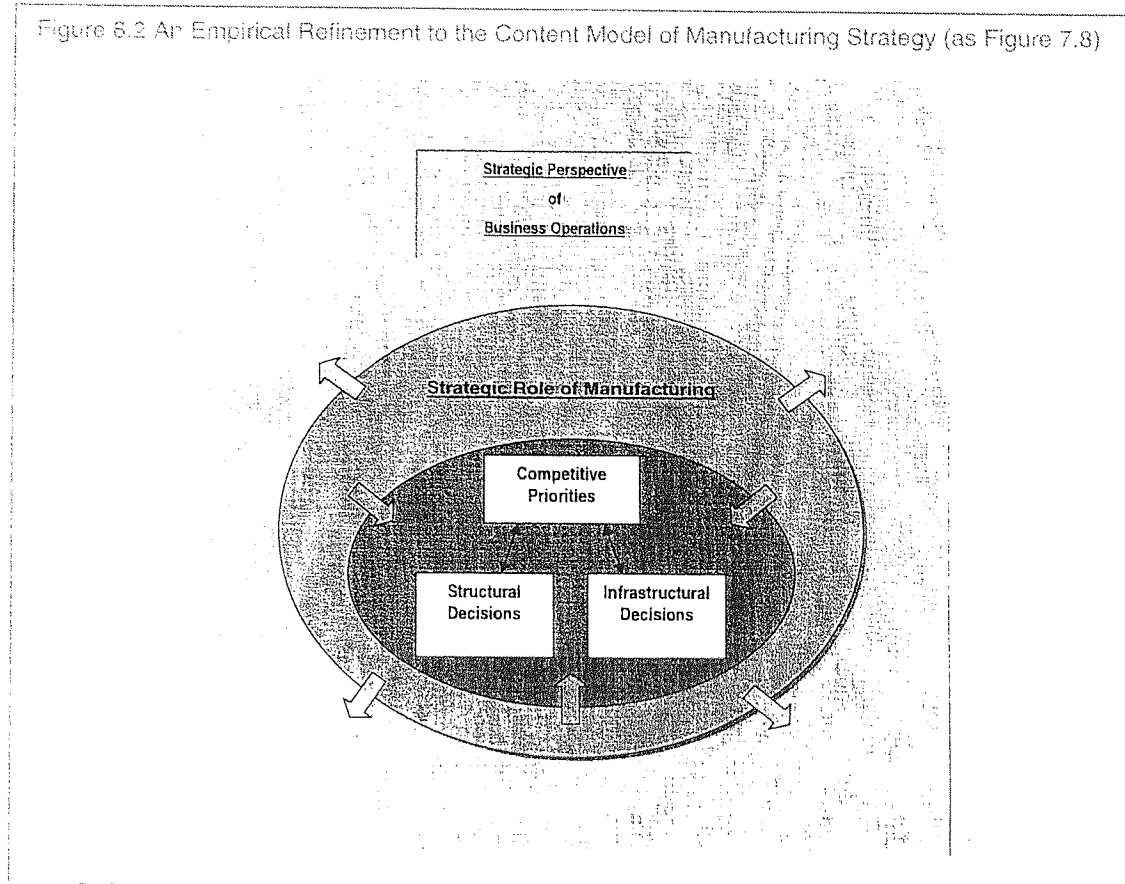 Figure 8.2 An Empirical Refinement to the Content Model of Manufacturing Strategy (as Figure 7.8)
Strategic Perspective
of
Business Operations
Strategic Role of Manufacturing
Competitive
Priorities
Structural
Decisions
Infrastructural
Decisions